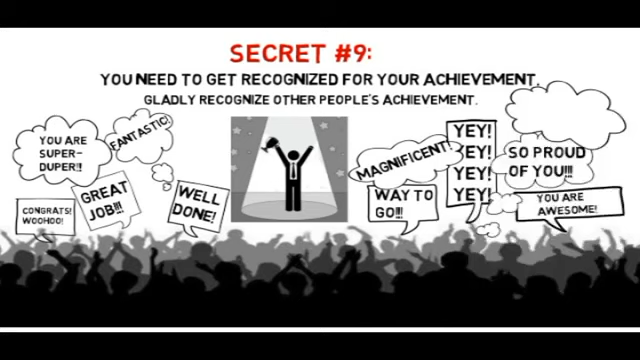 SECRET #9:
YOU NEED TO GET RECOGNIZED FOR YOUR ACHIEVEMENT.
GLADLY RECOGNIZE OTHER PEOPLE'S ACHIEVEMENT.
YOU ARE
SUPER-
DUPER!!
FANTASTIC!
CONGRATS!
WOOHOO!
GREAT
JOB!!!
WELL
DONE!
MAGNIFICENT!
WAY TO
GO!!!
YEY!
YEY!
YEY!
YEY!
SO PROUD
OF YOU!!!
YOU ARE
AWESOME!